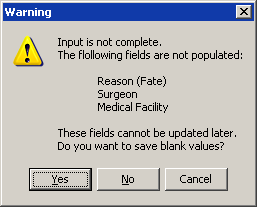 Warning
Input is not complete.
The following fields are not populated:
Reason (Fate)
Surgeon
Medical Facility
These fields cannot be updated later.
Do you want to save blank values?
Yes
No
Cancel